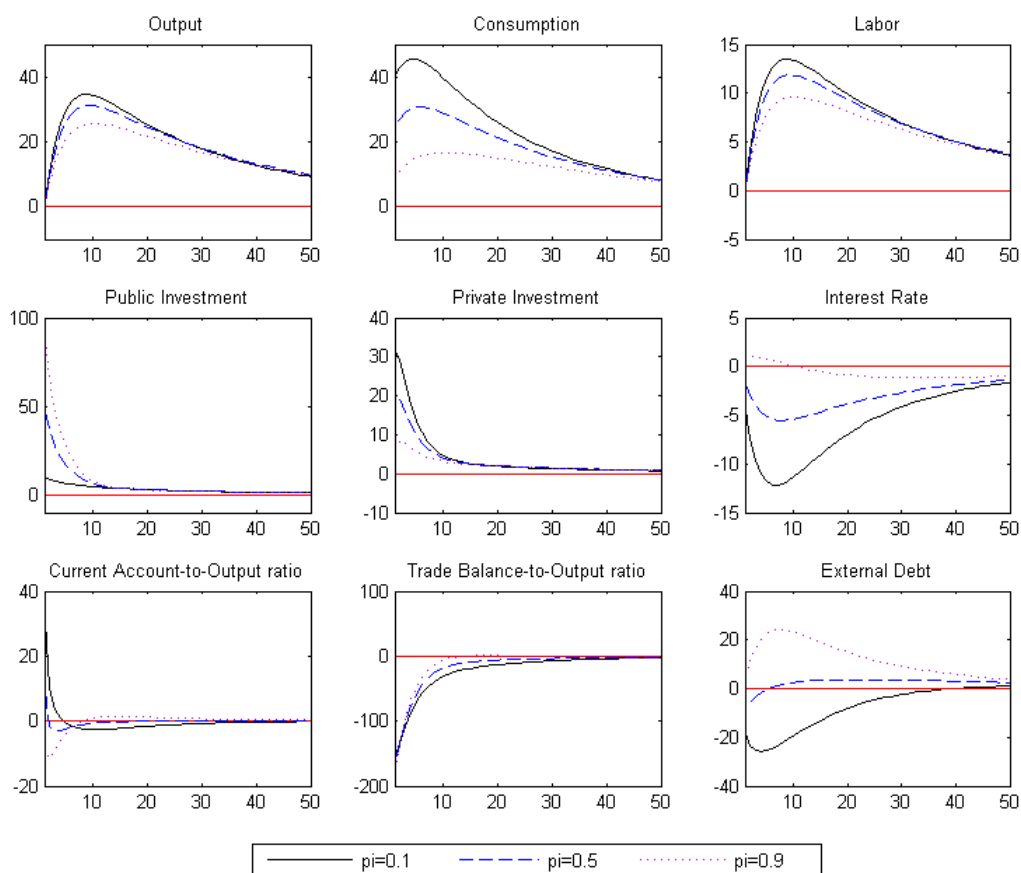 Output
Consumption
Labor
40
20
0
10 20 30 40 50
40
20
0
10 20 30 40 50
15
10
5
0
-5
10 20 30 40 50
Public Investment
Private Investment
Interest Rate
100
50
0
10 20 30 40 50
40
30
20
10
0
-10
10 20 30 40 50
5
0
-5
-10
-15
10 20 30 40 50
Current Account-to-Output ratio
Trade Balance-to-Output ratio
External Debt
40
20
0
-20
10 20 30 40 50
100
0
-100
-200
10 20 30 40 50
40
20
0
-20
-40
10 20 30 40 50
pi=0.1 pi=0.5 pi=0.9